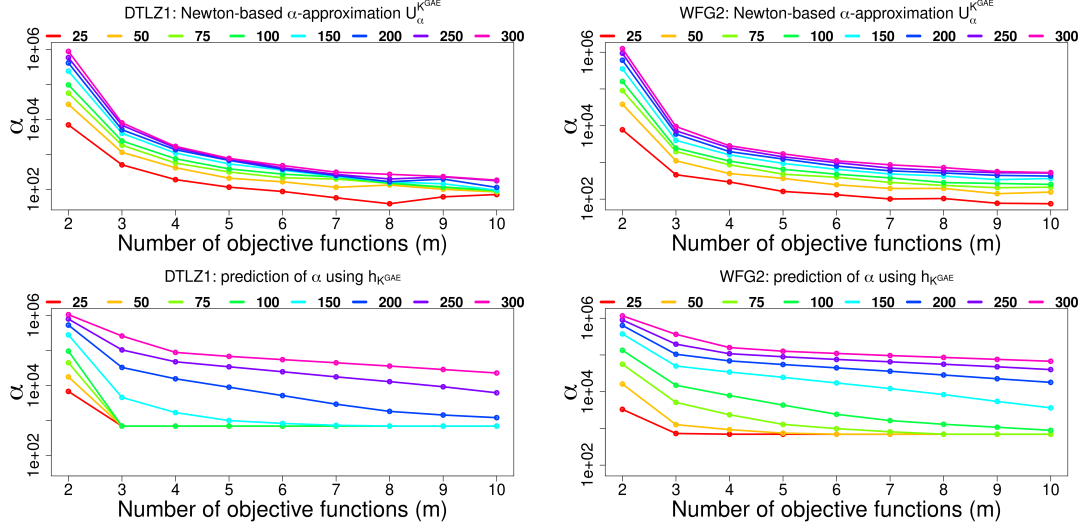 DTLZ1: Newton-based α-approximation U_α^{K^{GAE}}
25 50 75 100 150 200 250 300
1e+06
1e+04
1e+02
α
2 3 4 5 6 7 8 9 10
Number of objective functions (m)
WFG2: Newton-based α-approximation U_α^{K^{GAE}}
25 50 75 100 150 200 250 300
1e+06
1e+04
1e+02
α
2 3 4 5 6 7 8 9 10
Number of objective functions (m)
DTLZ1: prediction of α using h_{K^{GAE}}
25 50 75 100 150 200 250 300
1e+06
1e+04
1e+02
α
2 3 4 5 6 7 8 9 10
Number of objective functions (m)
WFG2: prediction of α using h_{K^{GAE}}
25 50 75 100 150 200 250 300
1e+06
1e+04
1e+02
α
2 3 4 5 6 7 8 9 10
Number of objective functions (m)